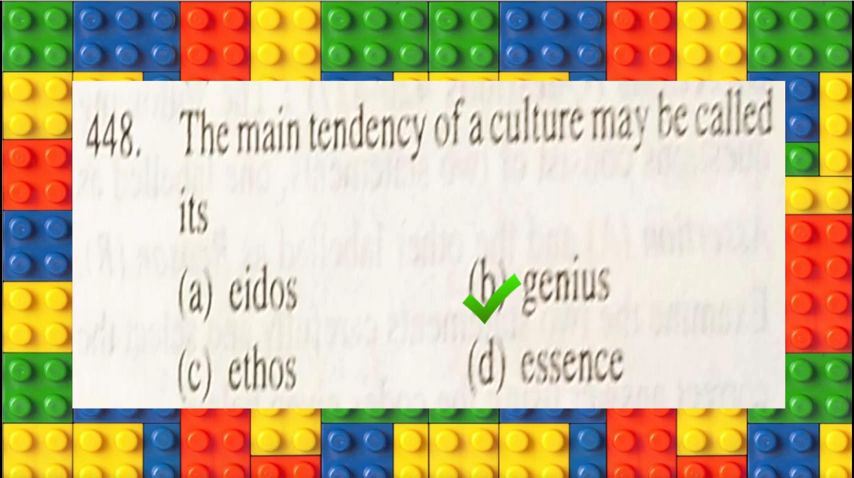 448. The main tendency of a culture may be called
its
(a) eidos (b) genius
(c) ethos (d) essence